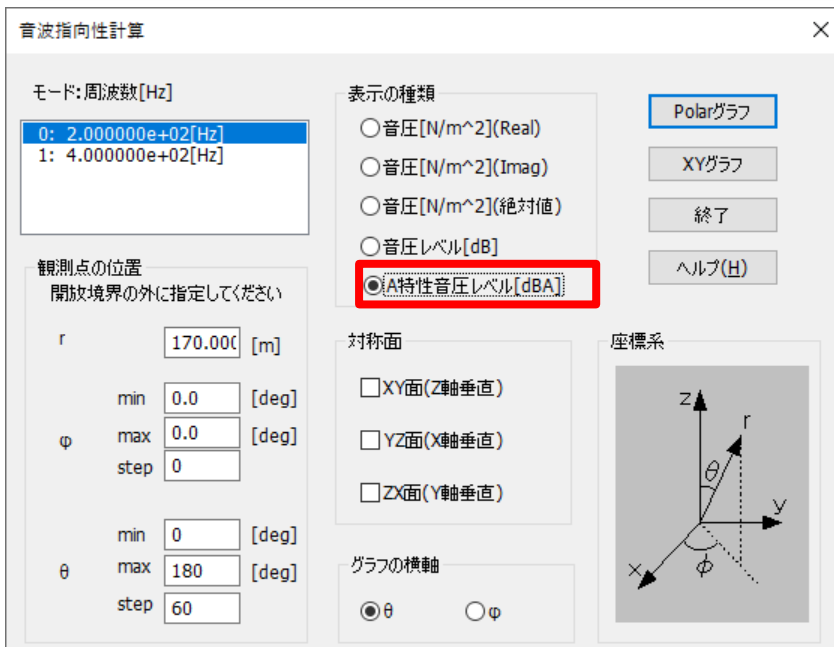 音波指向性計算
モード:周波数[Hz]
0: 2.000000e+02[Hz]
1: 4.000000e+02[Hz]
観測点の位置
開放境界の外に指定してください
r 170.000 [m]
φ
min 0.0 [deg]
max 0.0 [deg]
step 0
θ
min 0 [deg]
max 180 [deg]
step 60
表示の種類
音圧[N/m^2](Real)
音圧[N/m^2](Imag)
音圧[N/m^2](絶対値)
音圧レベル[dB]
A特性音圧レベル[dBA]
対称面
XY面(Z軸垂直)
YZ面(X軸垂直)
ZX面(Y軸垂直)
グラフの横軸
θ φ
Polarグラフ
XYグラフ
終了
ヘルプ(H)
座標系
z
r
θ
y
x
ϕ